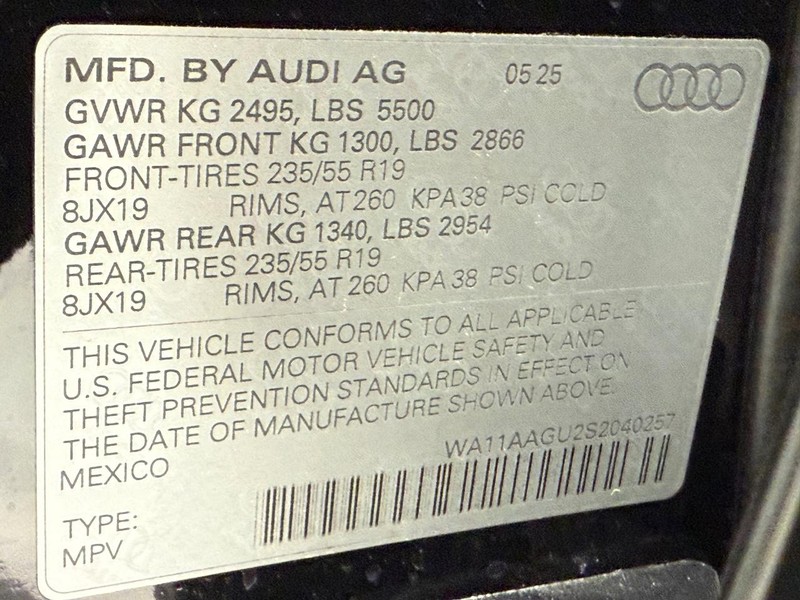 MFD. BY AUDI AG 05 25
GVWR KG 2495, LBS 5500
GAWR FRONT KG 1300, LBS 2866
FRONT-TIRES 235/55 R19
8JX19 RIMS, AT 260 KPA 38 PSI COLD
GAWR REAR KG 1340, LBS 2954
REAR-TIRES 235/55 R19
8JX19 RIMS, AT 260 KPA 38 PSI COLD
THIS VEHICLE CONFORMS TO ALL APPLICABLE
U.S. FEDERAL MOTOR VEHICLE SAFETY AND
THEFT PREVENTION STANDARDS IN EFFECT ON
THE DATE OF MANUFACTURE SHOWN ABOVE.
MEXICO WA11AAGU2S2040257
TYPE:
MPV